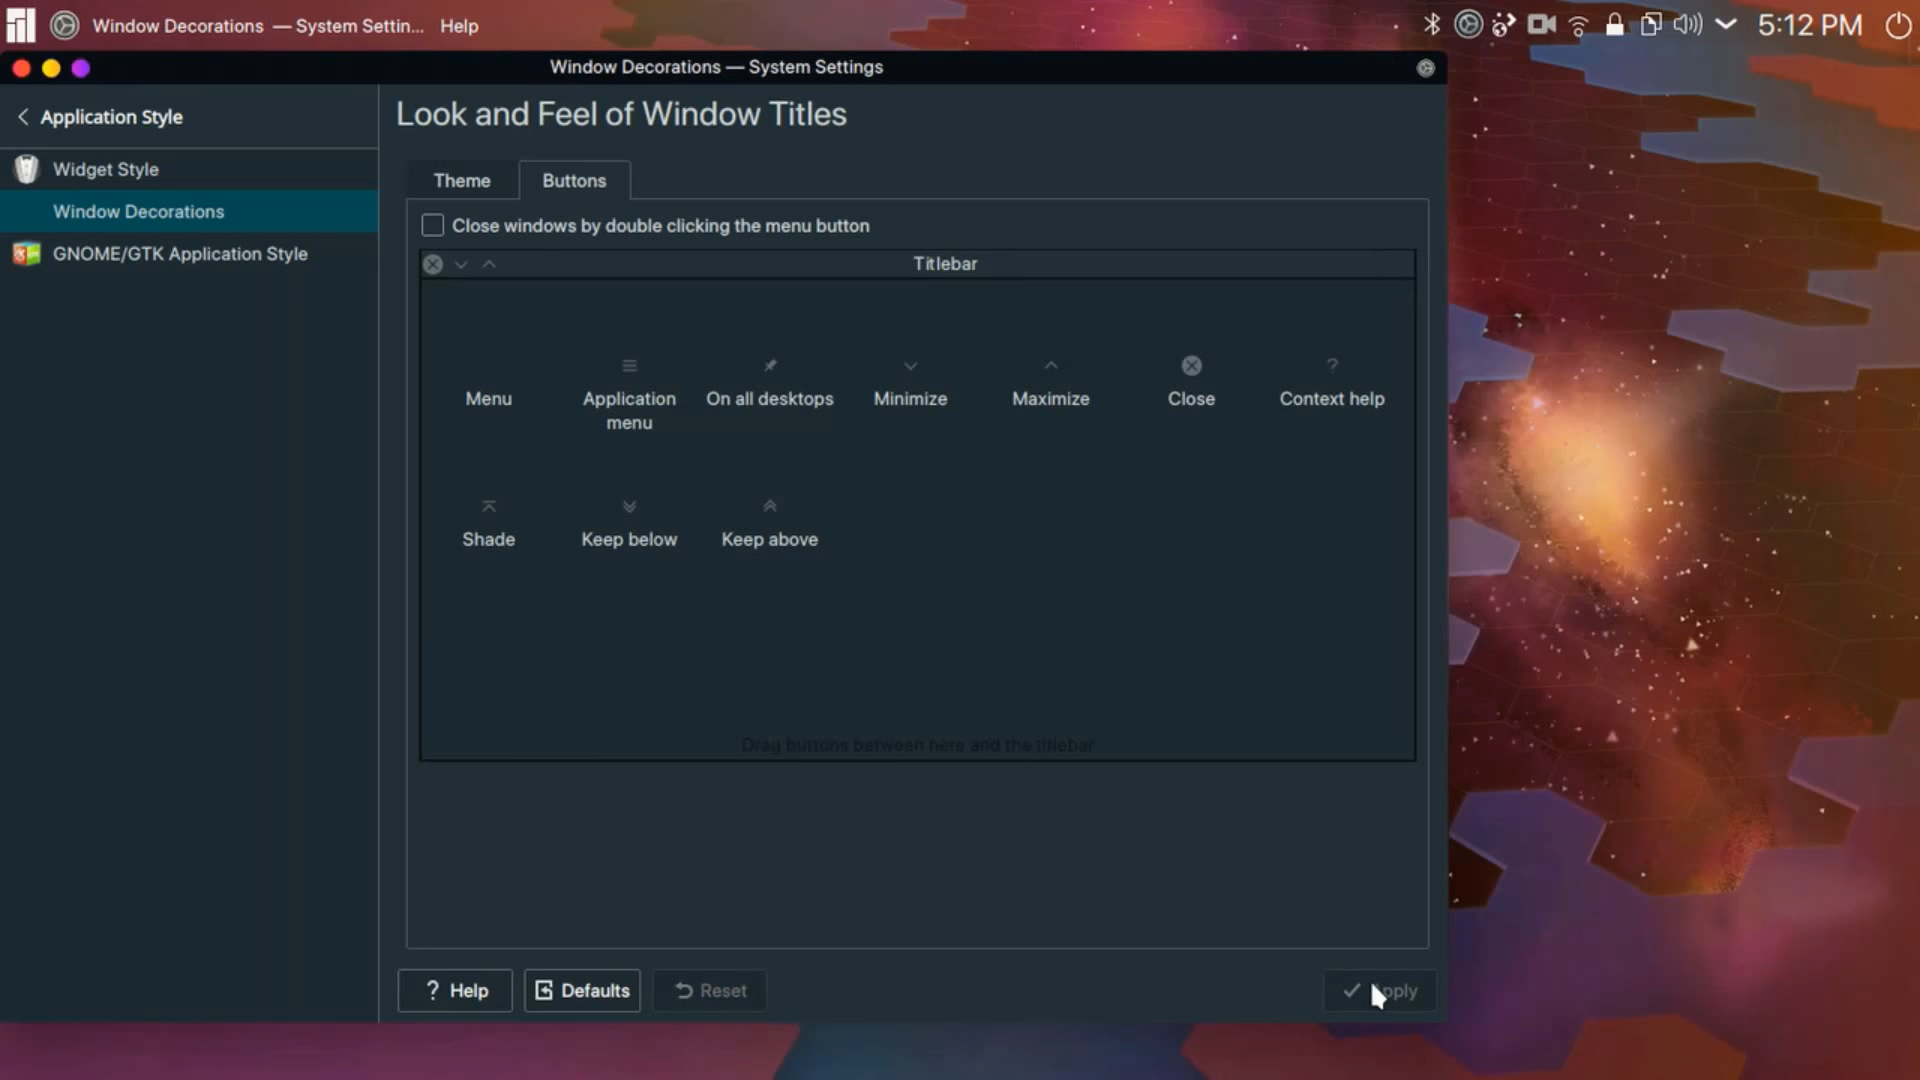 Window Decorations — System Settin... Help
5:12 PM
Window Decorations — System Settings
Application Style
Look and Feel of Window Titles
Widget Style
Theme
Buttons
Window Decorations
Close windows by double clicking the menu button
GNOME/GTK Application Style
Titlebar
Menu
Application
menu
On all desktops
Minimize
Maximize
Close
? 
Context help
Shade
Keep below
Keep above
Drag buttons between here and the titlebar
? Help
Defaults
Reset
pply